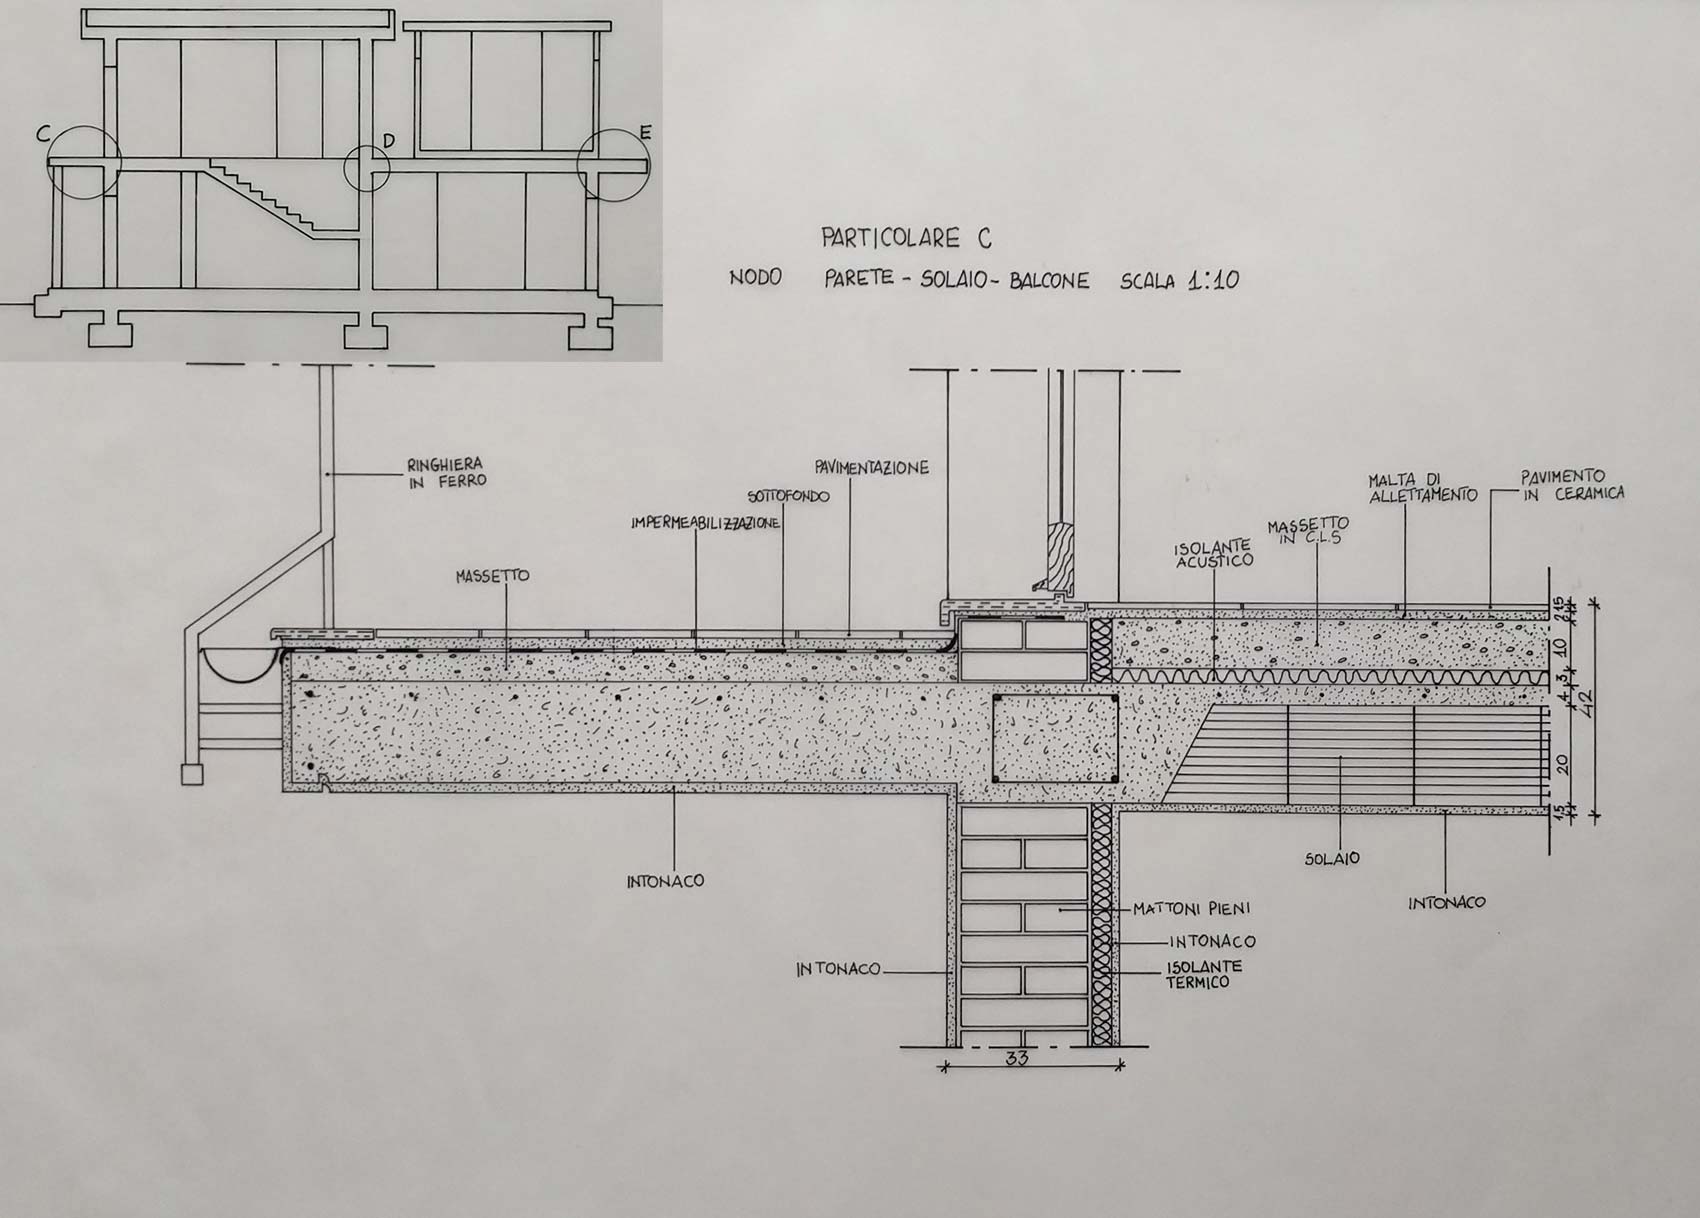 C
D
E
PARTICOLARE C
NODO PARETE - SOLAIO - BALCONE SCALA 1:10
RINGHIERA
IN FERRO
PAVIMENTAZIONE
SOTTOFONDO
IMPERMEABILIZZAZIONE
MASSETTO
MALTA DI
ALLETTAMENTO
PAVIMENTO
IN CERAMICA
MASSETTO
IN C.L.S
ISOLANTE
ACUSTICO
2 1,5
10
3
4
42
20
1,5
SOLAIO
INTONACO
INTONACO
MATTONI PIENI
INTONACO
INTONACO
ISOLANTE
TERMICO
33